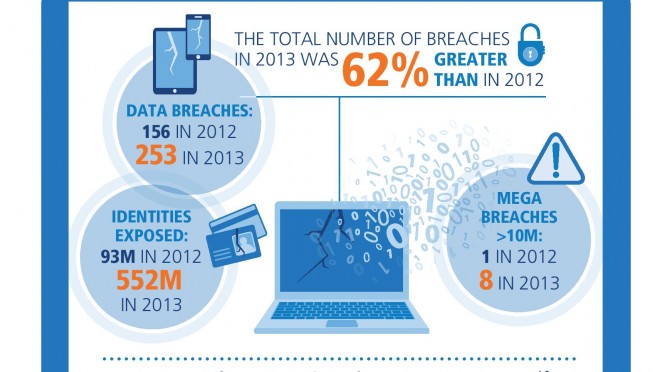 THE TOTAL NUMBER OF BREACHES
IN 2013 WAS 62% GREATER
THAN IN 2012
DATA BREACHES:
156 IN 2012
253 IN 2013
IDENTITIES
EXPOSED:
93M IN 2012
552M
IN 2013
MEGA
BREACHES
>10M:
1 IN 2012
8 IN 2013